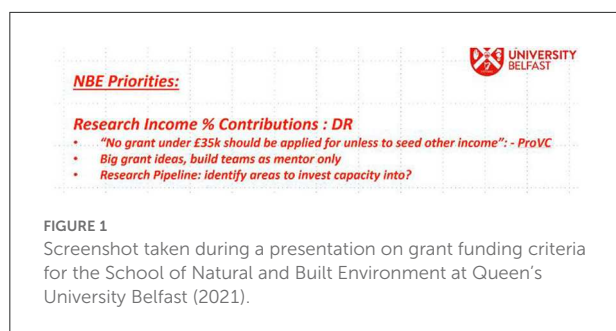 UNIVERSITY
BELFAST
NBE Priorities:
Research Income % Contributions : DR
• “No grant under £35k should be applied for unless to seed other income”: - ProVC
• Big grant ideas, build teams as mentor only
• Research Pipeline: identify areas to invest capacity into?
FIGURE 1
Screenshot taken during a presentation on grant funding criteria
for the School of Natural and Built Environment at Queen’s
University Belfast (2021).